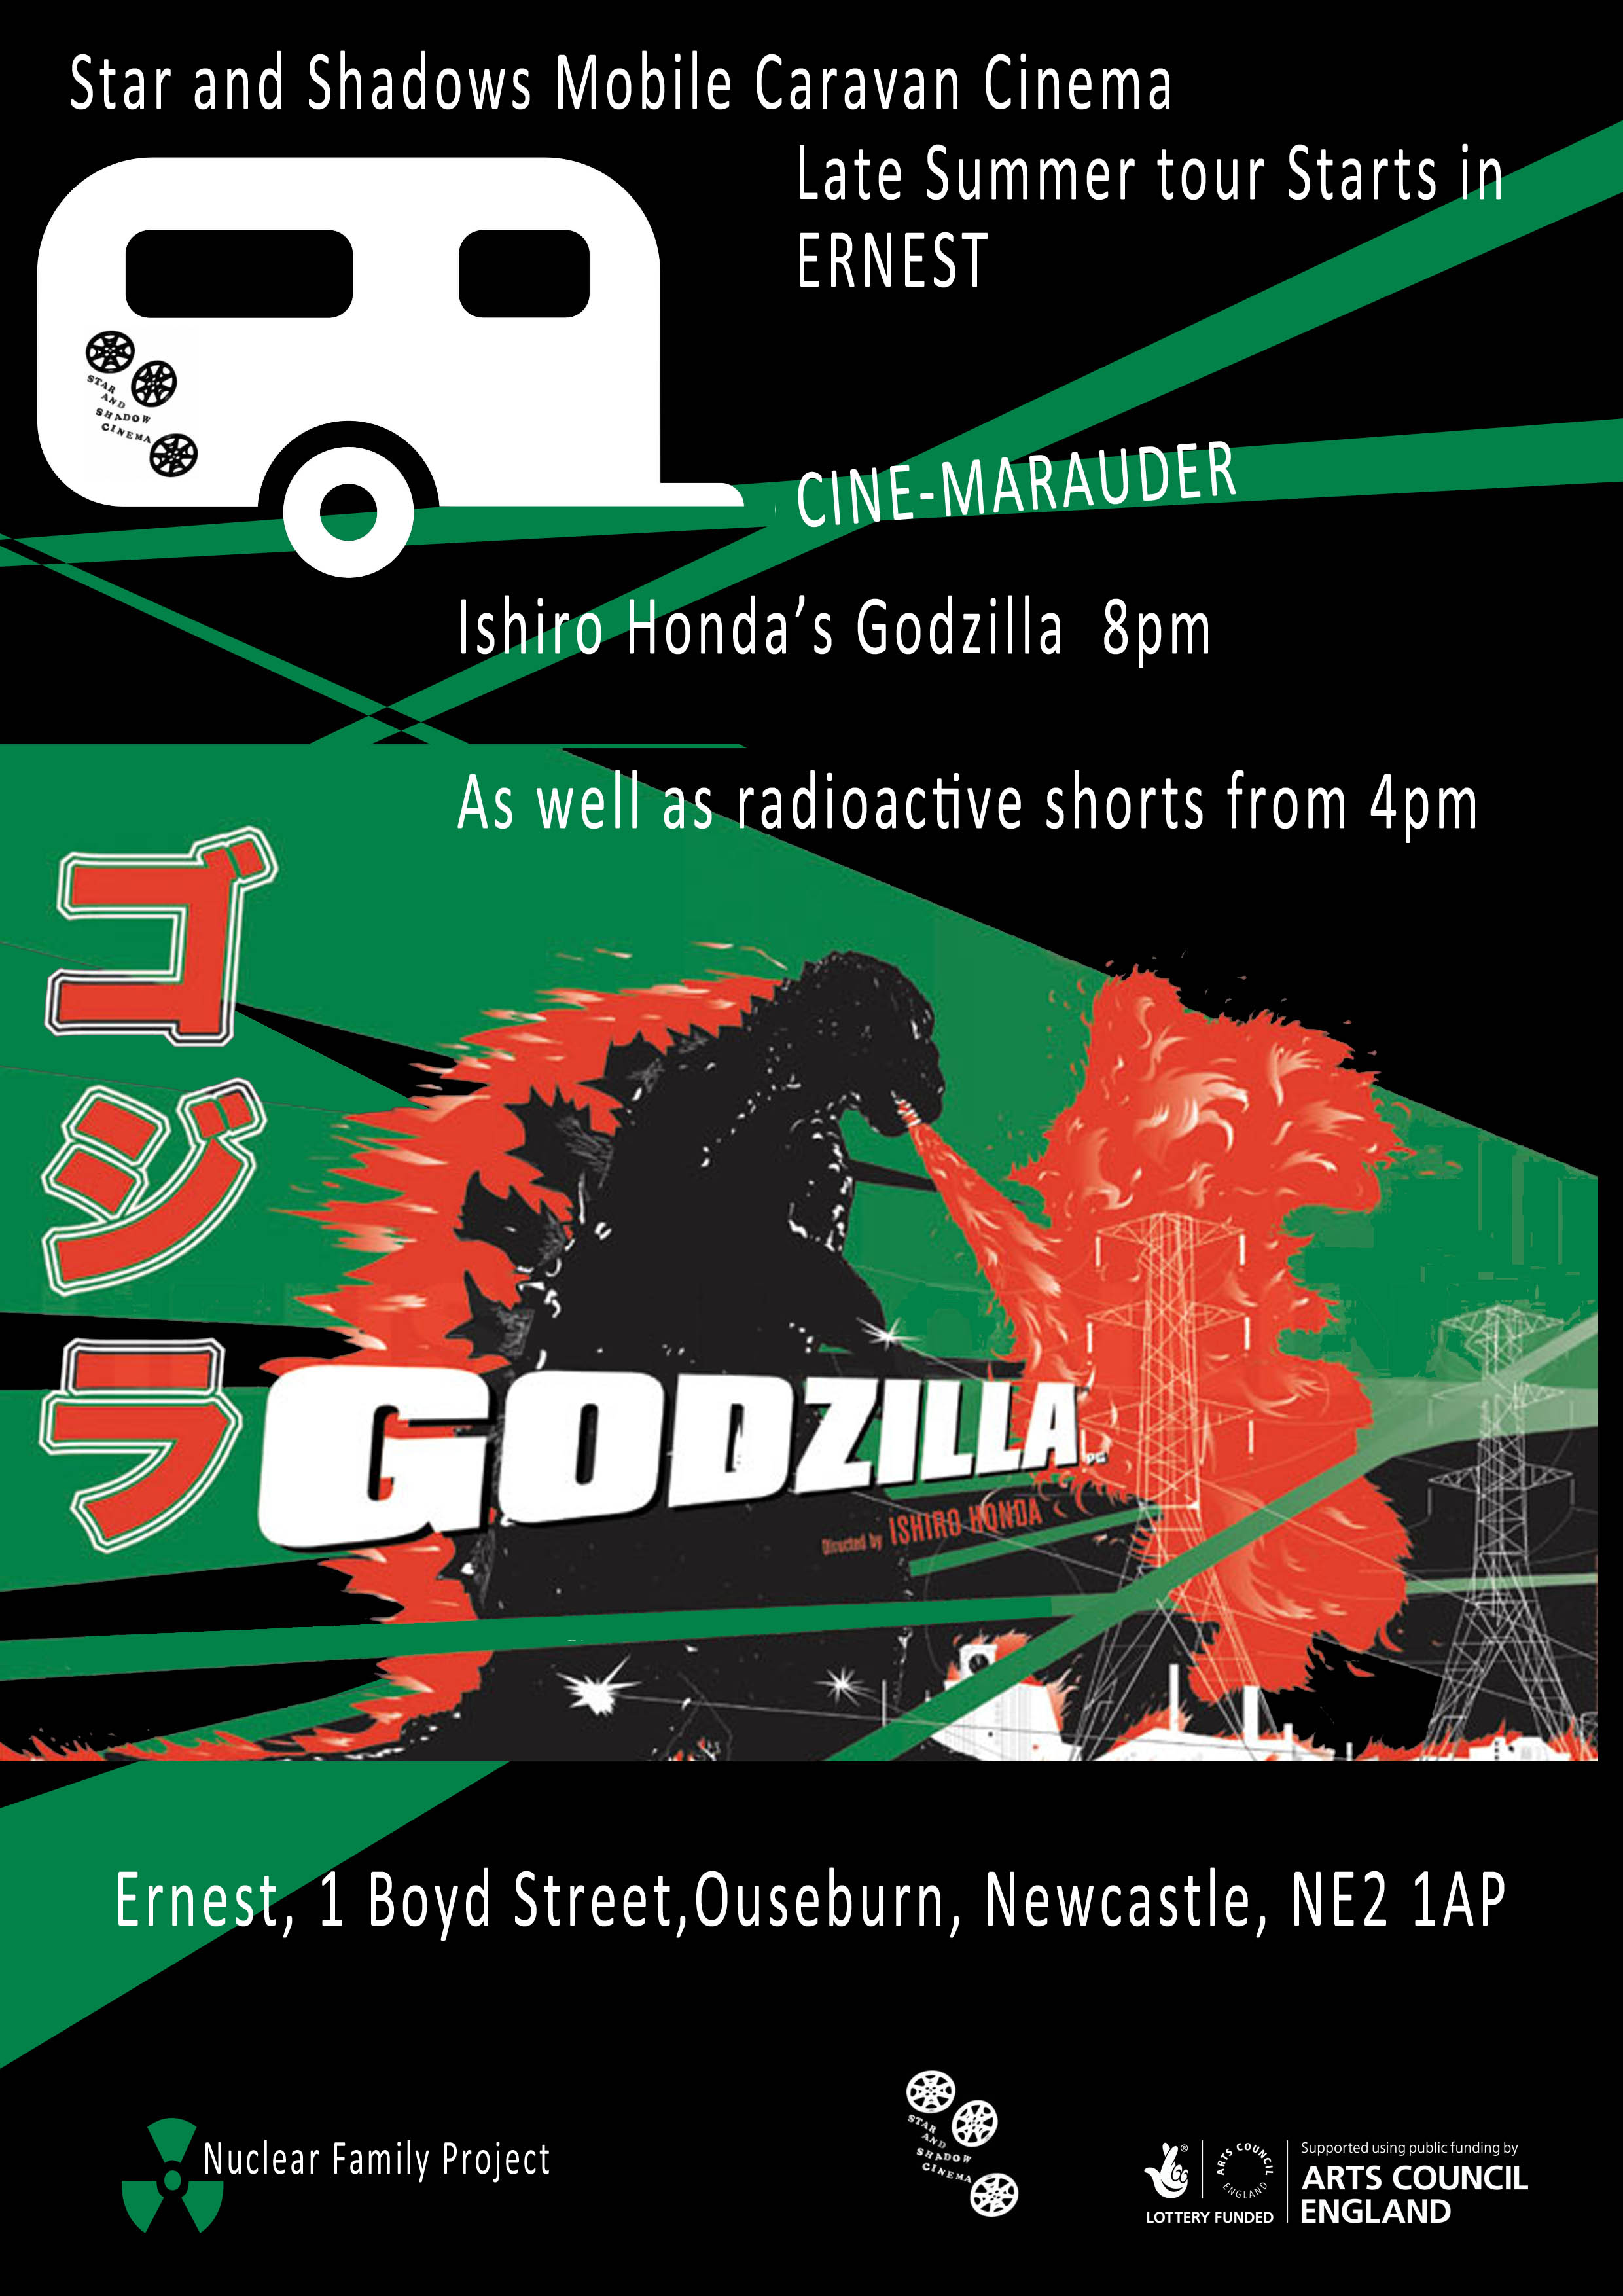 Star and Shadows Mobile Caravan Cinema
Late Summer tour Starts in
ERNEST
STAR
AND
SHADOW
CINEMA
CINE-MARAUDER
Ishiro Honda’s Godzilla 8pm
As well as radioactive shorts from 4pm
ゴジラ
GODZILLA PG
Directed by ISHIRO HONDA
Ernest, 1 Boyd Street,Ouseburn, Newcastle, NE2 1AP
Nuclear Family Project
STAR
AND
SHADOW
CINEMA
LOTTERY FUNDED
ARTS COUNCIL
ENGLAND
Supported using public funding by
ARTS COUNCIL
ENGLAND